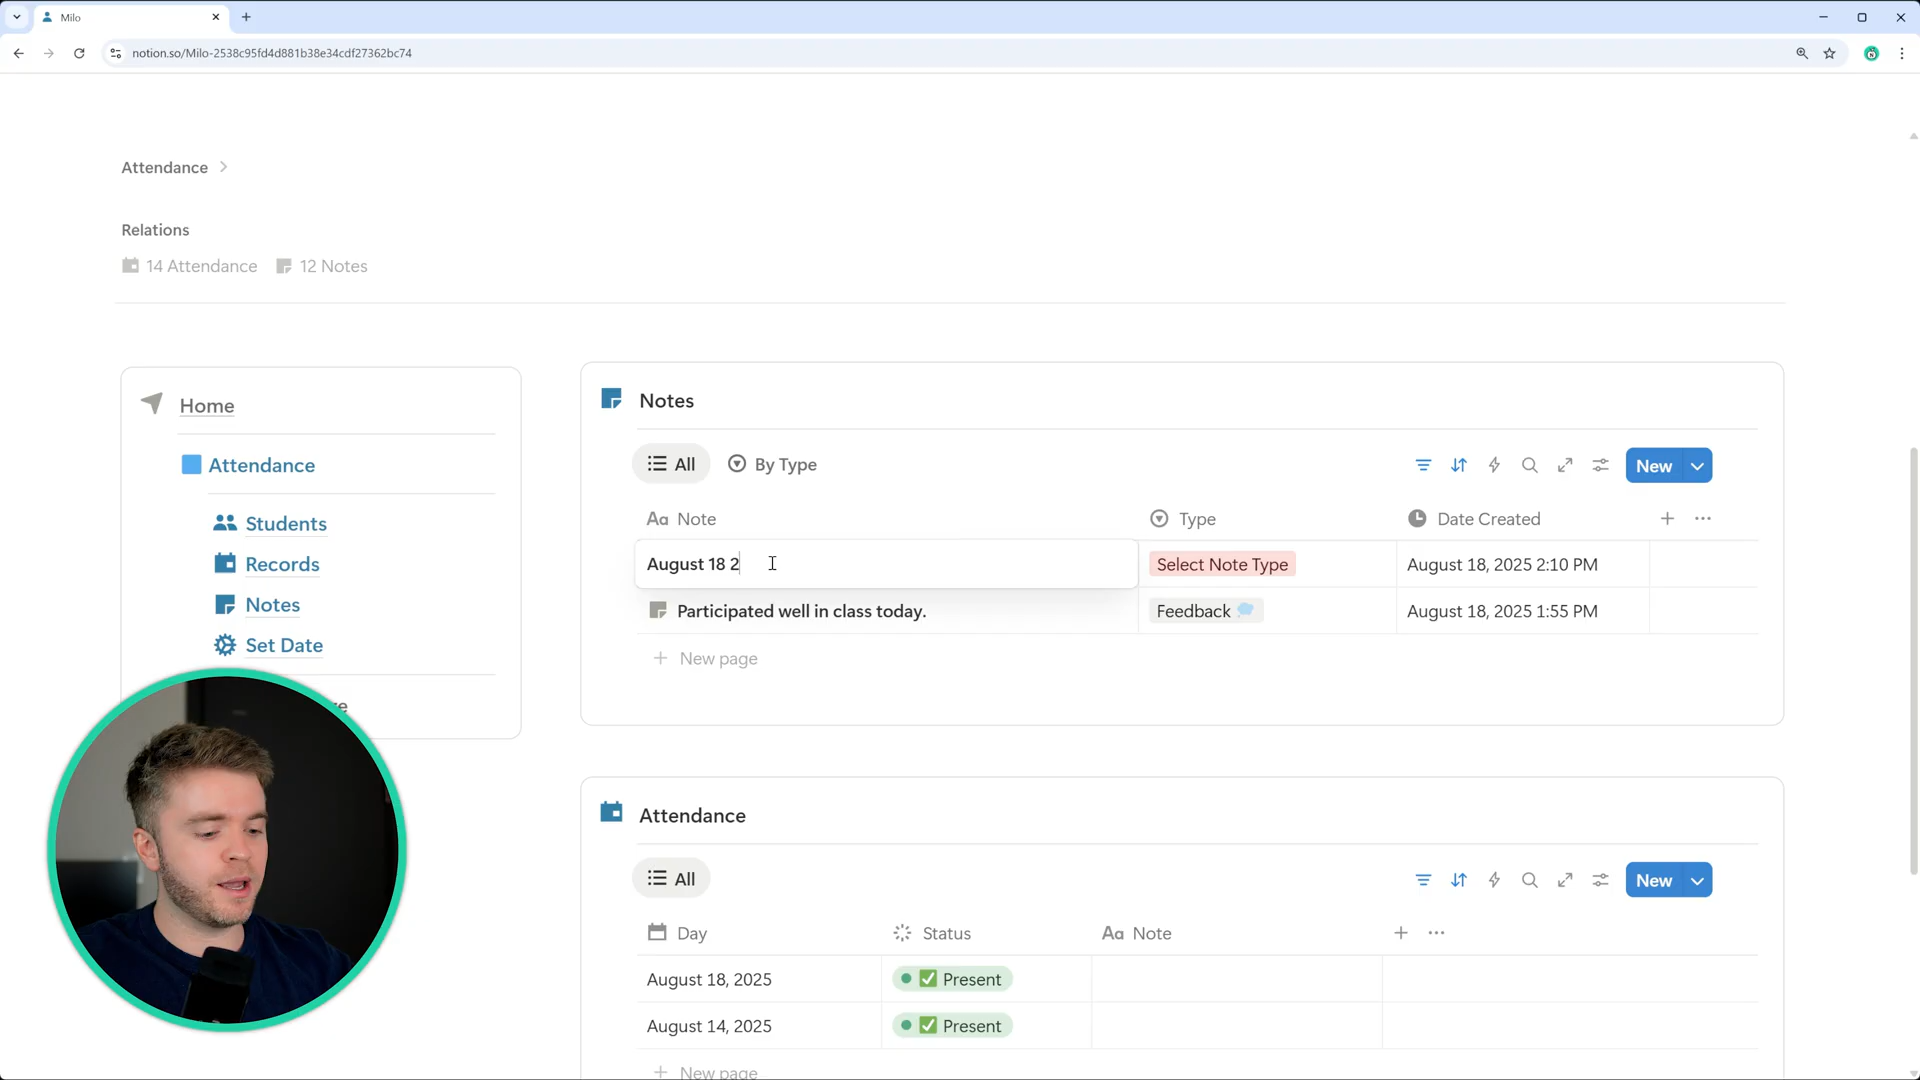 Milo
notion.so/Milo-2538c95fd4d881b38e34cdf27362bc74
Attendance
Relations
14 Attendance 12 Notes
Home
Attendance
Students
Records
Notes
Set Date
Notes
All By Type
New
Aa Note Type Date Created
August 18 2 Select Note Type August 18, 2025 2:10 PM
Participated well in class today. Feedback August 18, 2025 1:55 PM
New page
Attendance
All
New
Day Status Aa Note
August 18, 2025 Present
August 14, 2025 Present
New page